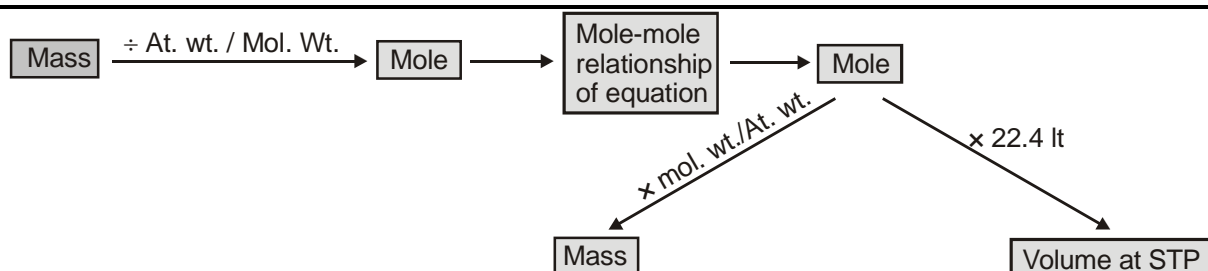 Mass
÷ At. wt. / Mol. Wt.
Mole
Mole-mole
relationship
of equation
Mole
× mol. wt./At. wt.
× 22.4 lt
Mass
Volume at STP